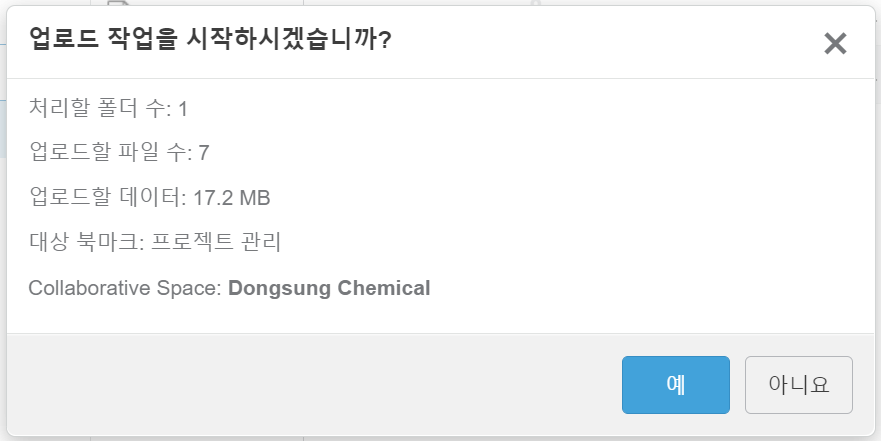 업로드 작업을 시작하시겠습니까?
처리할 폴더 수: 1
업로드할 파일 수: 7
업로드할 데이터: 17.2 MB
대상 북마크: 프로젝트 관리
Collaborative Space: Dongsung Chemical
예
아니요